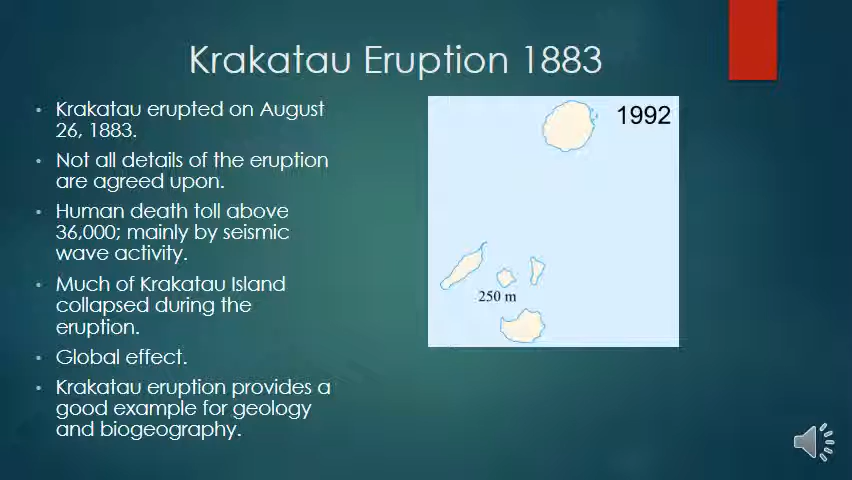 Krakatau Eruption 1883
• Krakatau erupted on August
26, 1883.
• Not all details of the eruption
are agreed upon.
• Human death toll above
36,000; mainly by seismic
wave activity.
• Much of Krakatau Island
collapsed during the
eruption.
• Global effect.
• Krakatau eruption provides a
good example for geology
and biogeography.
1992
250 m